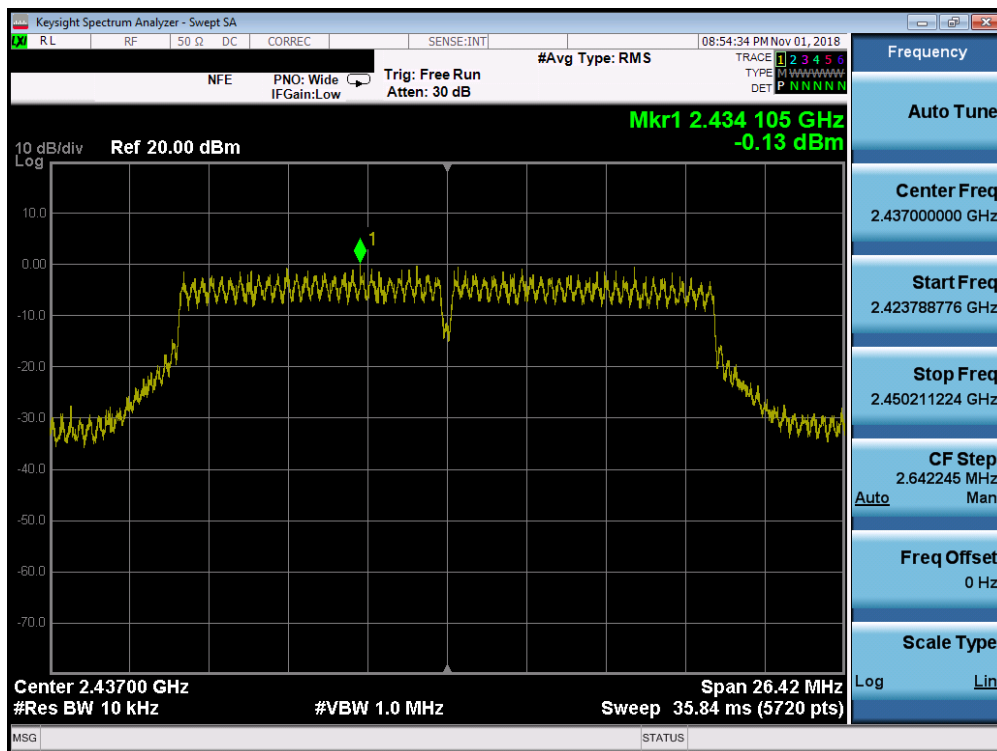 Keysight Spectrum Analyzer - Swept SA
LXI RL RF 50 Ω DC CORREC SENSE:INT 08:54:34 PM Nov 01, 2018
#Avg Type: RMS TRACE 1 2 3 4 5 6
NFE PNO: Wide Trig: Free Run TYPE M WWWWW
IFGain:Low Atten: 30 dB DET P N N N N N
Mkr1 2.434 105 GHz
-0.13 dBm
10 dB/div Ref 20.00 dBm
Log
10.0
1
0.00
-10.0
-20.0
-30.0
-40.0
-50.0
-60.0
-70.0
Center 2.43700 GHz Span 26.42 MHz
#Res BW 10 kHz #VBW 1.0 MHz Sweep 35.84 ms (5720 pts)
MSG STATUS
Frequency
Auto Tune
Center Freq
2.437000000 GHz
Start Freq
2.423788776 GHz
Stop Freq
2.450211224 GHz
CF Step
2.642245 MHz
Auto Man
Freq Offset
0 Hz
Scale Type
Log Lin